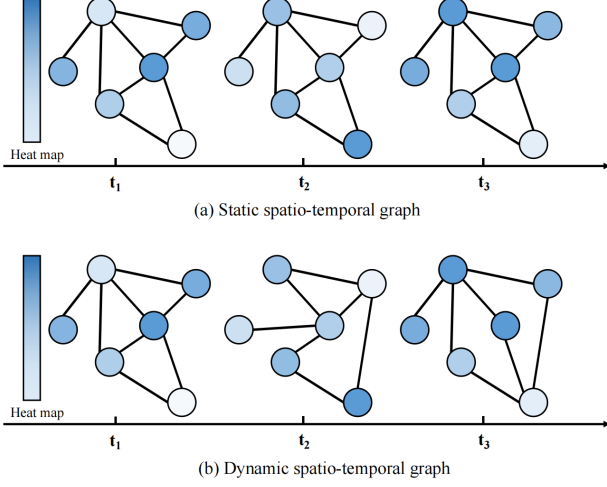 Heat map
t1 t2 t3
(a) Static spatio-temporal graph
Heat map
t1 t2 t3
(b) Dynamic spatio-temporal graph